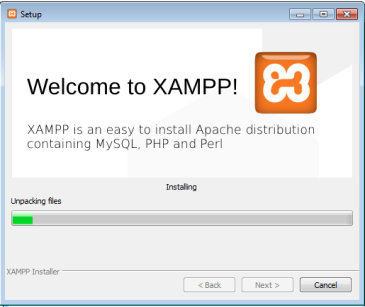 Setup
Welcome to XAMPP!
XAMPP is an easy to install Apache distribution
containing MySQL, PHP and Perl
Installing
Unpacking files
XAMPP Installer
< Back
Next >
Cancel